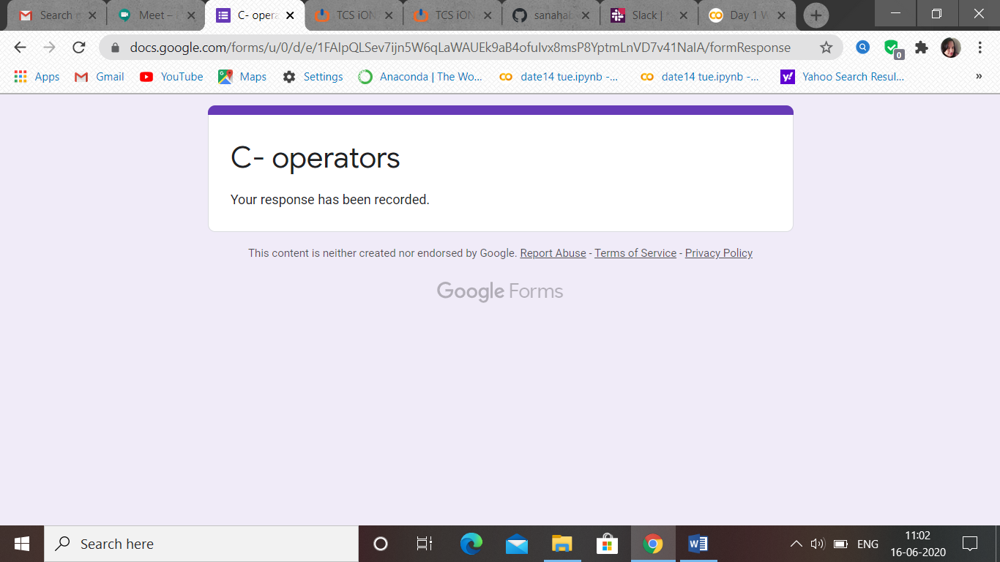 Search
Meet –
C- opera
TCS iON
TCS iON
sanahab
Slack |
Day 1 W
docs.google.com/forms/u/0/d/e/1FAIpQLSev7ijn5W6qLaWAUEk9aB4ofulvx8msP8YptmLnVD7v41NaIA/formResponse
0
Apps
Gmail
YouTube
Maps
Settings
Anaconda | The Wo...
date14 tue.ipynb -...
date14 tue.ipynb -...
Yahoo Search Resul...
»
C- operators
Your response has been recorded.
This content is neither created nor endorsed by Google. Report Abuse - Terms of Service - Privacy Policy
Google Forms
Search here
ENG
11:02
16-06-2020